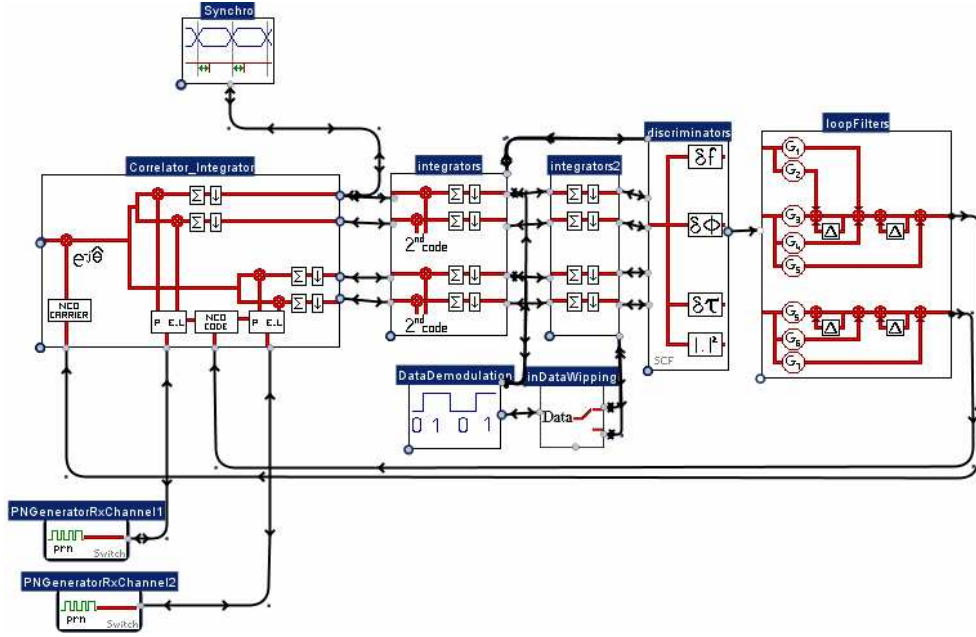 Synchro
Correlator_Integrator
Σ ↓
Σ ↓
e^-jθ̂
NCO CARRIER
P E.L
NCO CODE
P E.L
Σ ↓
Σ ↓
integrators
Σ ↓
Σ ↓
2nd code
Σ ↓
Σ ↓
2nd code
integrators2
Σ ↓
Σ ↓
Σ ↓
Σ ↓
discriminators
δf
δΦ
δτ
|.|²
SCF
loopFilters
G1
G2
G3
Δ
Δ
G4
G5
G5
Δ
Δ
G6
G7
DataDemodulation
0 1 0 1
inDataWipping
Data
PNGeneratorRxChannel1
prn
Switch
PNGeneratorRxChannel2
prn
Switch